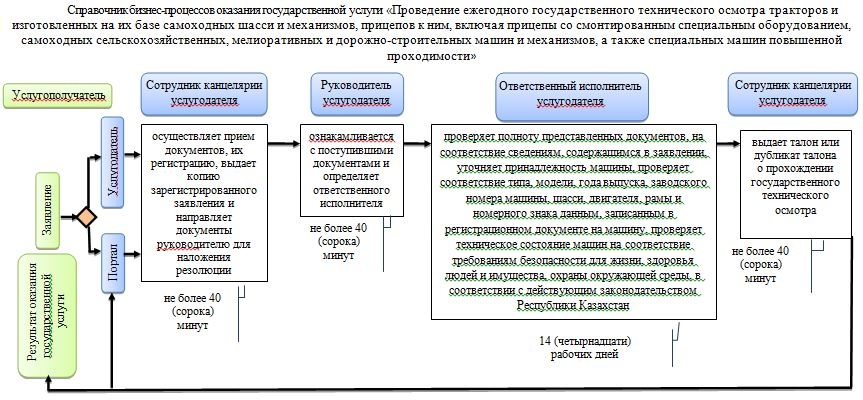 Справочник бизнес-процессов оказания государственной услуги «Проведение ежегодного государственного технического осмотра тракторов и
изготовленных на их базе самоходных шасси и механизмов, прицепов к ним, включая прицепы со смонтированным специальным оборудованием,
самоходных сельскохозяйственных, мелиоративных и дорожно-строительных машин и механизмов, а также специальных машин повышенной
проходимости»
Услугополучатель
Сотрудник канцелярии
услугодателя
Руководитель
услугодателя
Ответственный исполнитель
услугодателя
Сотрудник канцелярии
услугодателя
Заявление
Услугодатель
Портал
осуществляет прием
документов, их
регистрацию, выдает
копию
зарегистрированного
заявления и
направляет
документы
руководителю для
наложения
резолюции
не более 40
(сорока)
минут
ознакамливается
с поступившими
документами и
определяет
ответственного
исполнителя
не более 40
(сорока)
минут
проверяет полноту представленных документов, на
соответствие сведениям, содержащимся в заявлении,
уточняет принадлежность машины, проверяет
соответствие типа, модели, года выпуска, заводского
номера машины, шасси, двигателя, рамы и
номерного знака данным, записанным в
регистрационном документе на машину, проверяет
техническое состояние машин на соответствие
требованиям безопасности для жизни, здоровья
людей и имущества, охраны окружающей среды, в
соответствии с действующим законодательством
Республики Казахстан
14 (четырнадцати)
рабочих дней
выдает талон или
дубликат талона
о прохождении
государственного
технического
осмотра
не более 40
(сорока)
минут
Результат оказания
государственной
услуги